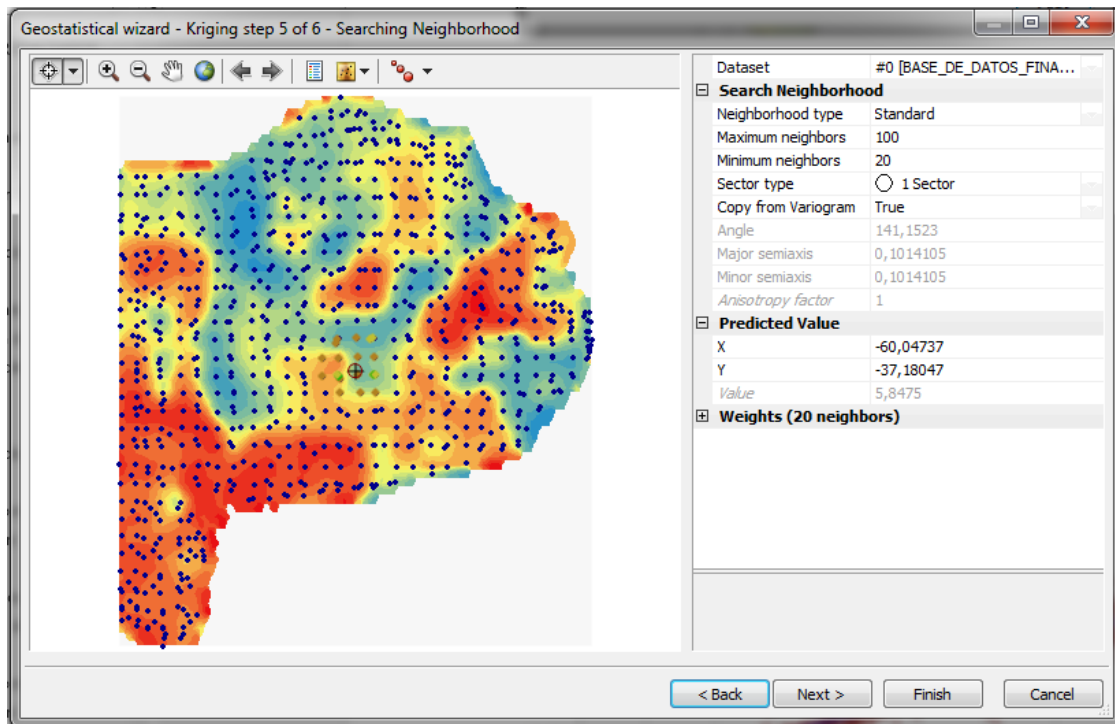 Geostatistical wizard - Kriging step 5 of 6 - Searching Neighborhood
Dataset #0 [BASE_DE_DATOS_FINA...
Search Neighborhood
Neighborhood type Standard
Maximum neighbors 100
Minimum neighbors 20
Sector type 1 Sector
Copy from Variogram True
Angle 141,1523
Major semiaxis 0,1014105
Minor semiaxis 0,1014105
Anisotropy factor 1
Predicted Value
X -60,04737
Y -37,18047
Value 5,8475
Weights (20 neighbors)
< Back Next > Finish Cancel